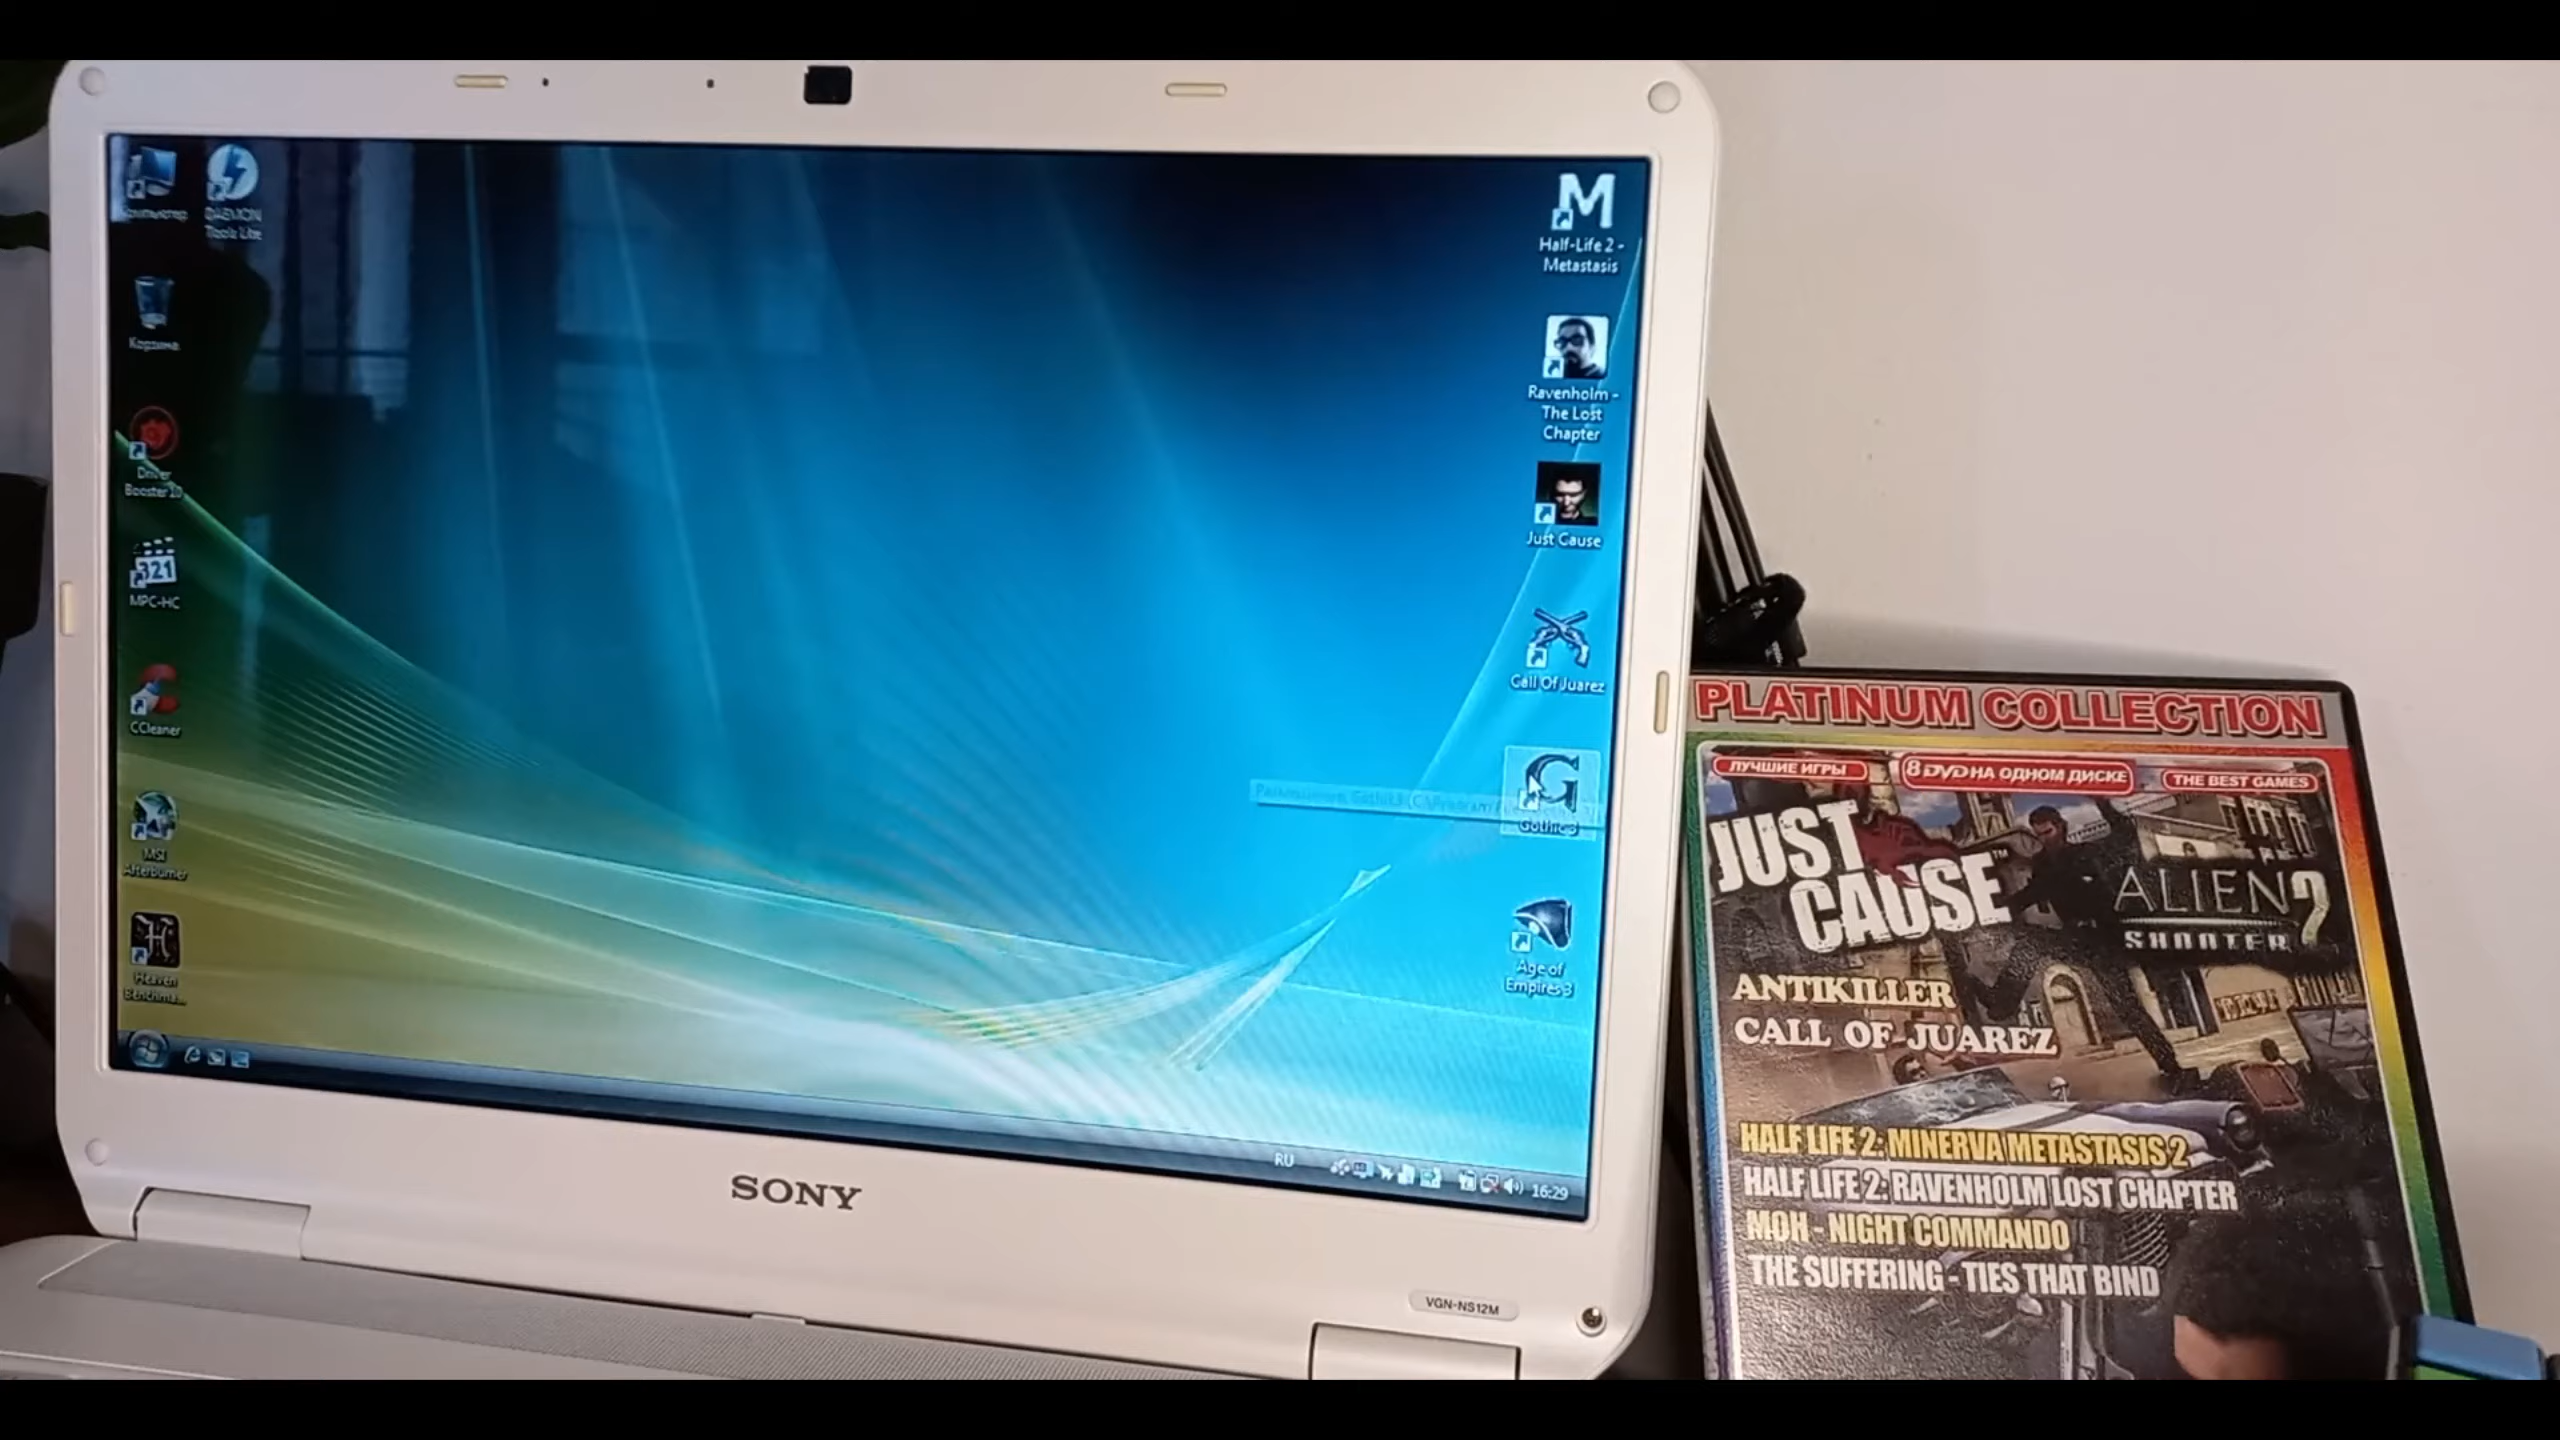 Компьютер
DAEMON
Tools Lite
Корзина
Driver
Booster 10
321
MPC-HC
CCleaner
MSI
Afterburner
Heaven
Benchma...
M
Half-Life 2 -
Metastasis
Ravenholm -
The Lost
Chapter
Just Cause
Call Of Juarez
G
Gothic 3
Age of
Empires 3
RU
16:29
SONY
VGN-NS12M
PLATINUM COLLECTION
ЛУЧШИЕ ИГРЫ
8 DVD НА ОДНОМ ДИСКЕ
THE BEST GAMES
JUST
CAUSE™
ALIEN 2
SHOOTER
ANTIKILLER
CALL OF JUAREZ
HALF LIFE 2: MINERVA METASTASIS 2
HALF LIFE 2: RAVENHOLM LOST CHAPTER
MOH - NIGHT COMMANDO
THE SUFFERING - TIES THAT BIND